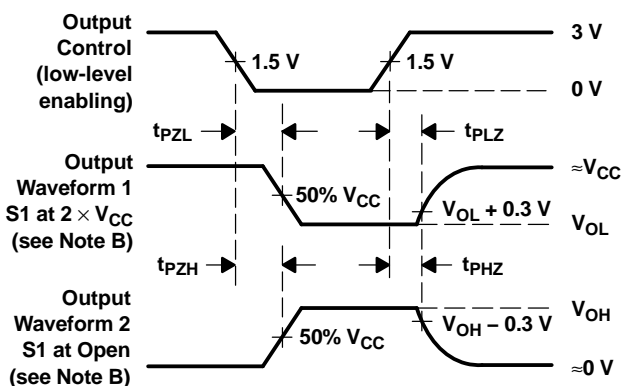 Output
Control
(low-level
enabling)
1.5 V
1.5 V
3 V
0 V
tPZL
tPLZ
Output
Waveform 1
S1 at 2 × VCC
(see Note B)
50% VCC
VOL + 0.3 V
≈VCC
VOL
tPZH
tPHZ
Output
Waveform 2
S1 at Open
(see Note B)
50% VCC
VOH − 0.3 V
VOH
≈0 V